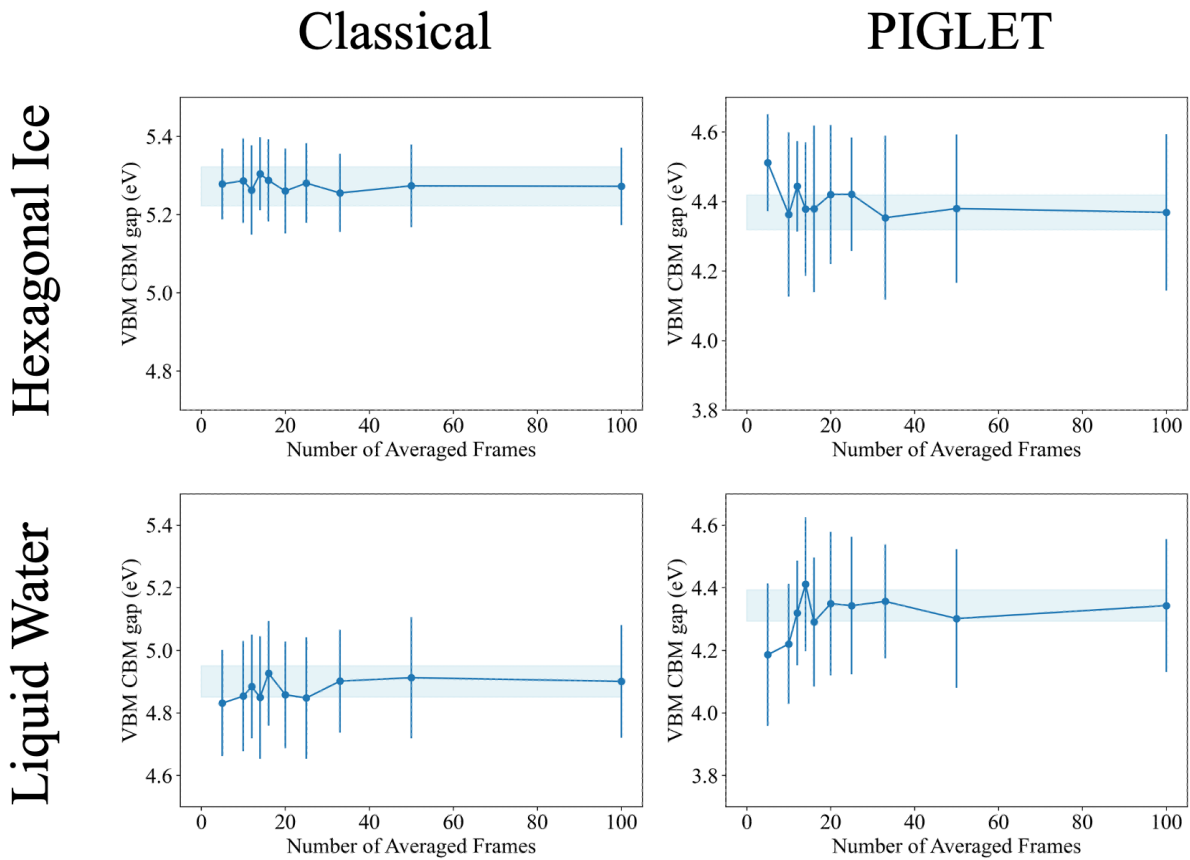 Classical
PIGLET
Hexagonal Ice
VBM CBM gap (eV)
5.4
5.2
5.0
4.8
0 20 40 60 80 100
Number of Averaged Frames
VBM CBM gap (eV)
4.6
4.4
4.2
4.0
3.8
0 20 40 60 80 100
Number of Averaged Frames
Liquid Water
VBM CBM gap (eV)
5.4
5.2
5.0
4.8
4.6
0 20 40 60 80 100
Number of Averaged Frames
VBM CBM gap (eV)
4.6
4.4
4.2
4.0
3.8
0 20 40 60 80 100
Number of Averaged Frames